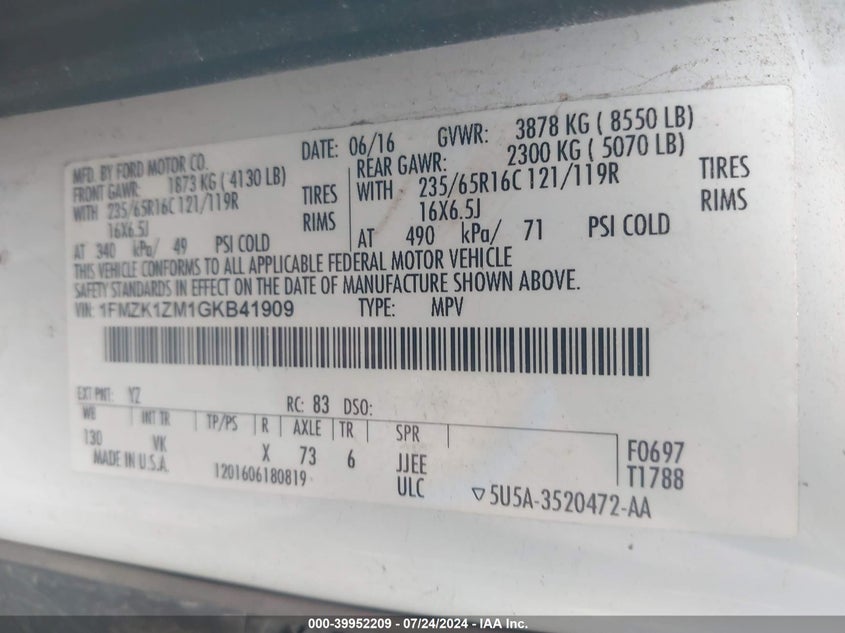 MFD. BY FORD MOTOR CO.
DATE: 06/16 GVWR: 3878 KG ( 8550 LB)
FRONT GAWR: 1873 KG ( 4130 LB)
WITH 235/65R16C 121/119R TIRES
16X6.5J RIMS
AT 340 kPa/ 49 PSI COLD
REAR GAWR: 2300 KG ( 5070 LB)
WITH 235/65R16C 121/119R TIRES
16X6.5J RIMS
AT 490 kPa/ 71 PSI COLD
THIS VEHICLE CONFORMS TO ALL APPLICABLE FEDERAL MOTOR VEHICLE
SAFETY STANDARDS IN EFFECT ON THE DATE OF MANUFACTURE SHOWN ABOVE.
VIN: 1FMZK1ZM1GKB41909 TYPE: MPV
EXT PNT: YZ RC: 83 DSO:
WB INT TR TP/PS R AXLE TR SPR
130 VK X 73 6 JJEE F0697
MADE IN U.S.A. 1201606180819 ULC T1788
▽5U5A-3520472-AA
000-39952209 - 07/24/2024 - IAA Inc.